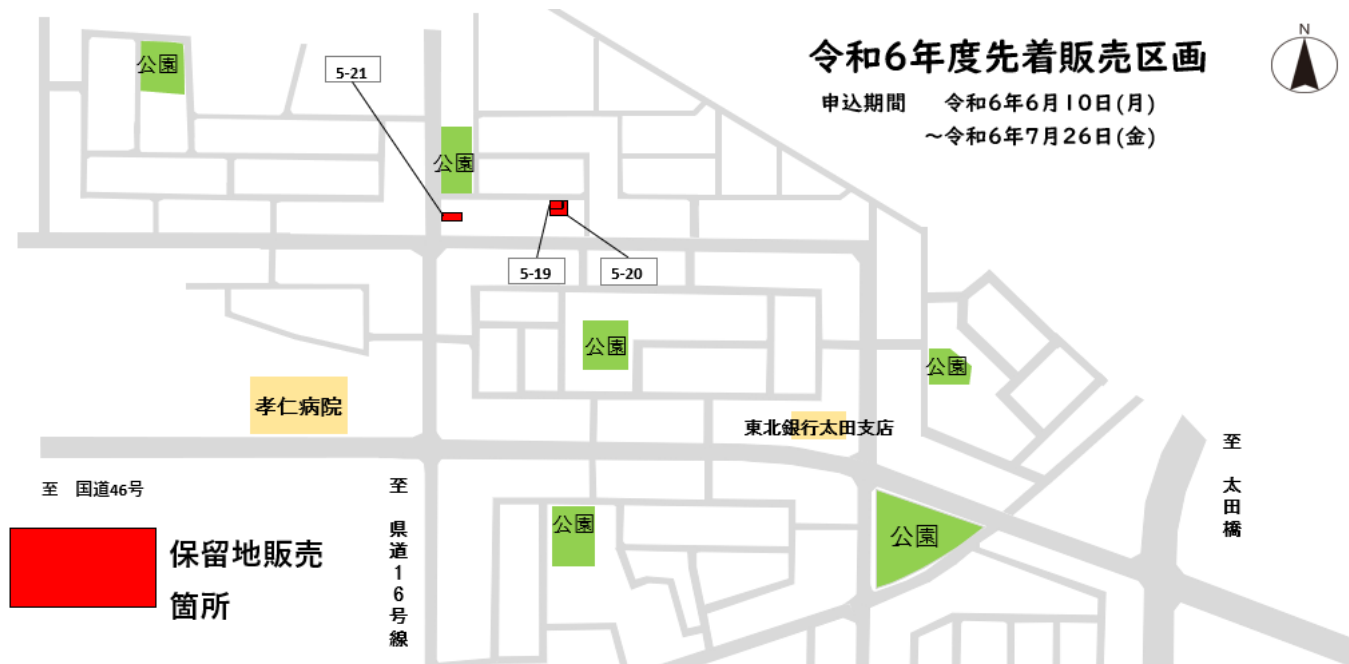 令和6年度先着販売区画
N
申込期間 令和6年6月10日(月)
～令和6年7月26日(金)
公園
5-21
公園
5-19
5-20
公園
公園
孝仁病院
東北銀行太田支店
至 国道46号
至 県道16号線
至 太田橋
公園
公園
保留地販売
箇所